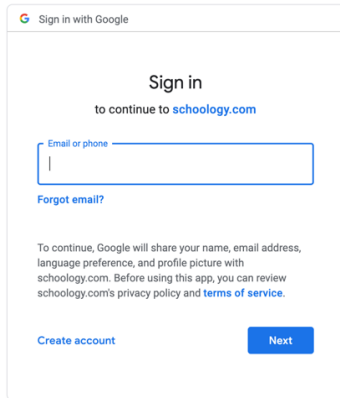 Sign in with Google
Sign in
to continue to schoology.com
Email or phone
Forgot email?
To continue, Google will share your name, email address,
language preference, and profile picture with
schoology.com. Before using this app, you can review
schoology.com's privacy policy and terms of service.
Create account
Next